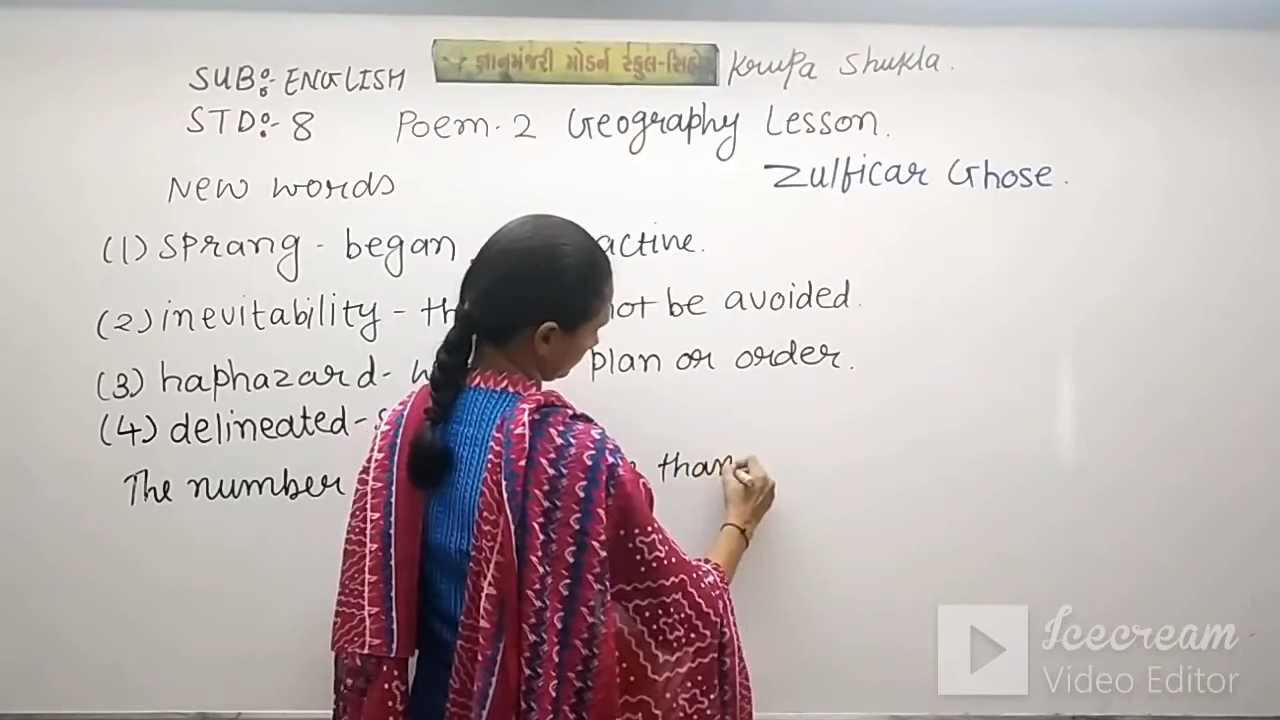 જ્ઞાનમંજરી મોડર્ન સ્કુલ-સિહોર Krupa Shukla.
SUB:- ENGLISH
STD:- 8 Poem-2 Geography Lesson.
Zulficar Ghose.
New words
(1) sprang - began active.
(2) inevitability - not be avoided.
(3) haphazard - plan or order.
(4) delineated -
The number than
Icecream
Video Editor